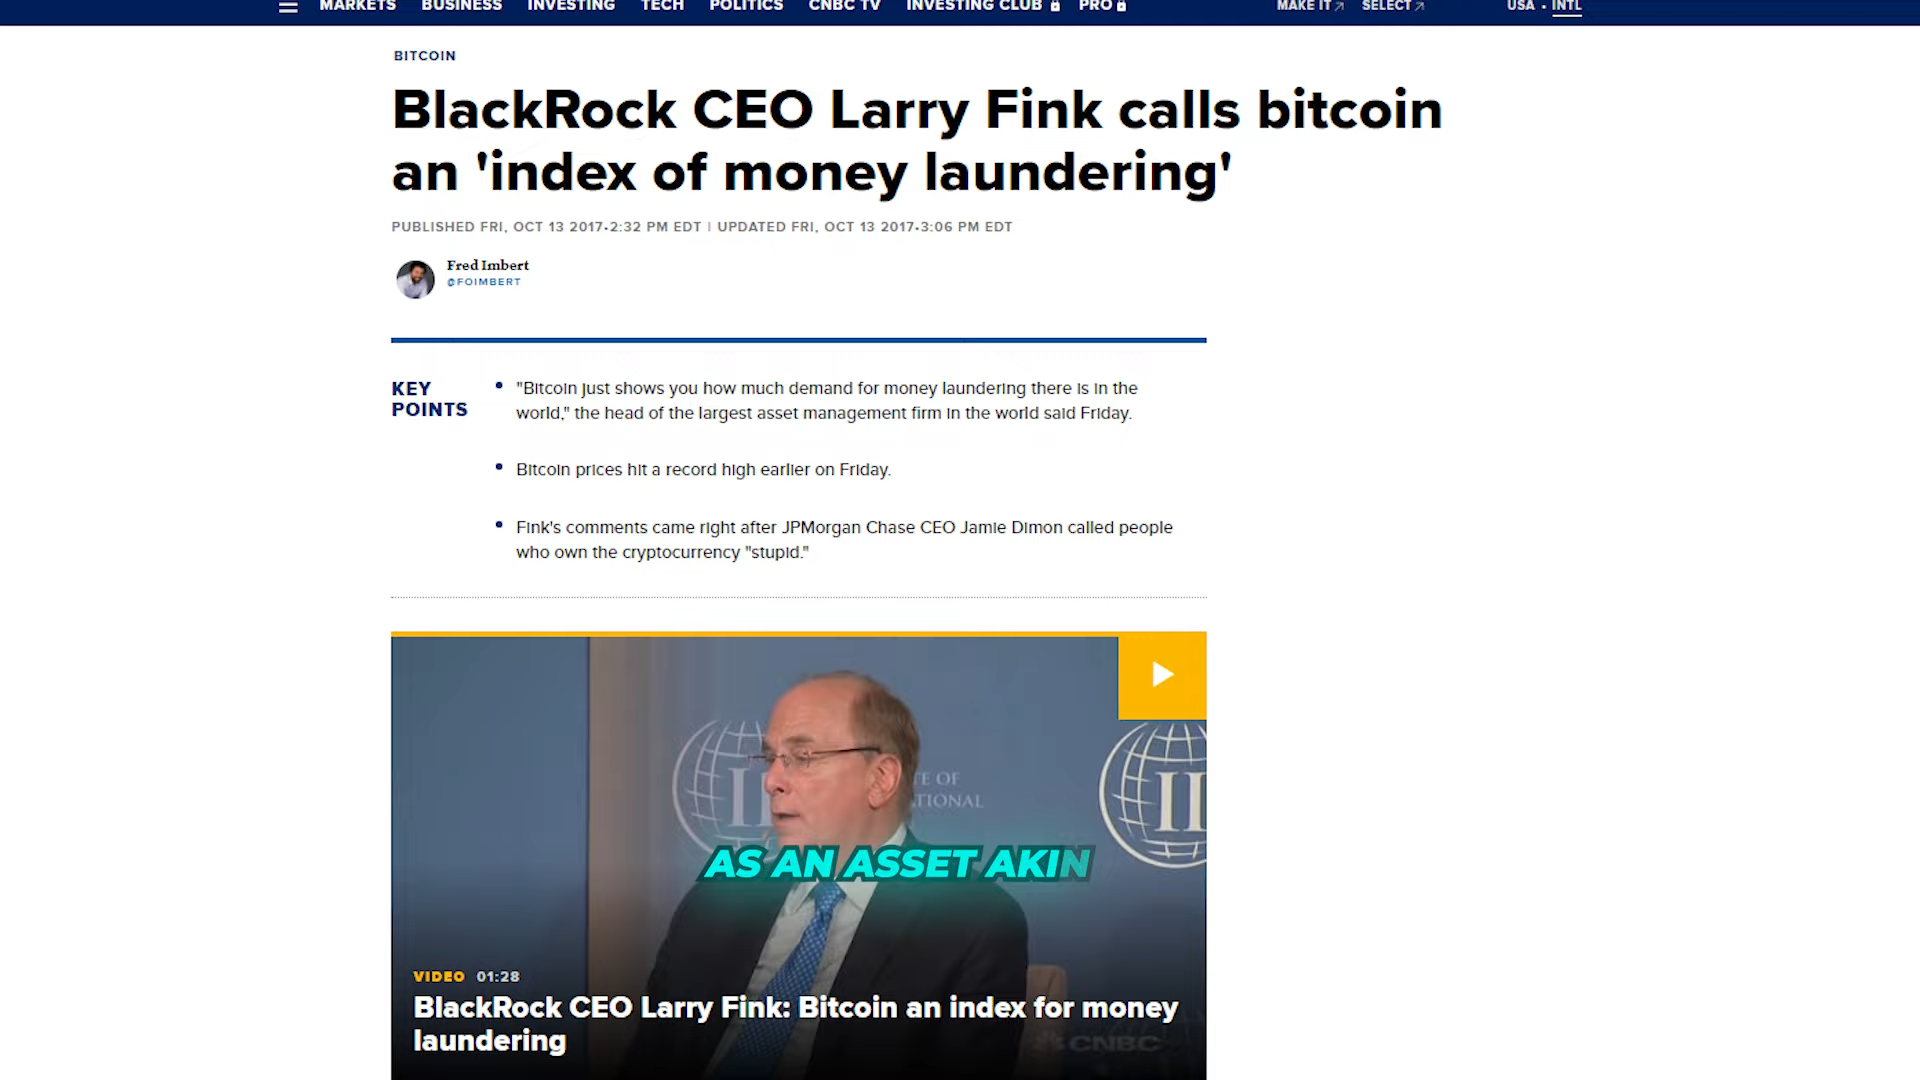 MARKETS BUSINESS INVESTING TECH POLITICS CNBC TV INVESTING CLUB PRO MAKE IT SELECT USA • INTL
BITCOIN
BlackRock CEO Larry Fink calls bitcoin
an 'index of money laundering'
PUBLISHED FRI, OCT 13 2017•2:32 PM EDT | UPDATED FRI, OCT 13 2017•3:06 PM EDT
Fred Imbert
@FOIMBERT
KEY
POINTS
• "Bitcoin just shows you how much demand for money laundering there is in the
world," the head of the largest asset management firm in the world said Friday.
• Bitcoin prices hit a record high earlier on Friday.
• Fink's comments came right after JPMorgan Chase CEO Jamie Dimon called people
who own the cryptocurrency "stupid."
TE OF
TIONAL
II
II
AS AN ASSET AKIN
VIDEO 01:28
BlackRock CEO Larry Fink: Bitcoin an index for money
laundering
CNBC